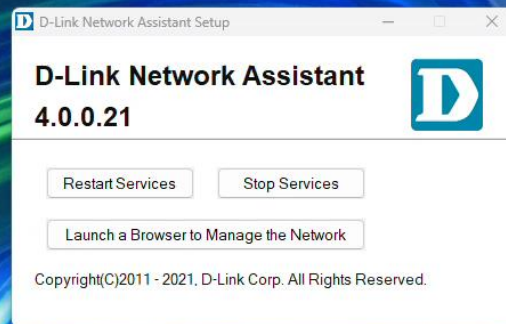 D-Link Network Assistant Setup
D-Link Network Assistant
4.0.0.21
Restart Services
Stop Services
Launch a Browser to Manage the Network
Copyright(C)2011 - 2021, D-Link Corp. All Rights Reserved.